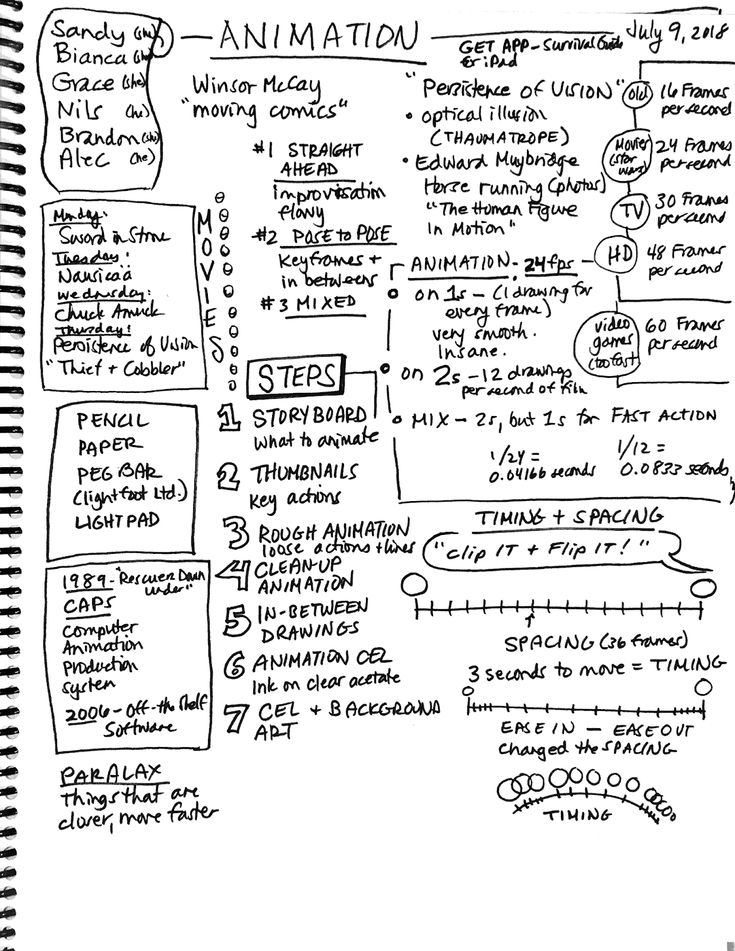 ANIMATION
July 9, 2018
GET APP - Survival Guide
for iPad
Sandy (she)
Bianca (she)
Grace (she)
Nils (hi)
Brandon (she)
Alec (he)
Winsor McCay
"moving comics"
#1 STRAIGHT
AHEAD
improvisation
flowy
#2 POSE to POSE
Keyframes +
in betweens
#3 MIXED
"Persistence of VISION"
• optical illusion
(THAUMATROPE)
• Edward Muybridge
Horse running (photos)
"The Human Figure
In Motion"
old 16 Frames
per second
Movies
(Star
Wars)
24 Frames
per second
TV 30 Frames
per second
HD 48 Frames
per second
video
games
(too fast)
60 Frames
per second
MOVIES
Monday:
Sword in Stone
Tuesday:
Nausicaä
Wednesday:
Chuck Amuck
Thursday:
Persistence of Vision
"Thief + Cobbler"
ANIMATION - 24 fps -
on 1s - (1 drawing for
every frame)
very smooth.
Insane.
on 2s - 12 drawings
per second of film
MIX - 2s, but 1s for FAST ACTION
1/24 =
0.04166 seconds
1/12 =
0.0833 seconds
PENCIL
PAPER
PEG BAR
(lightfoot Ltd.)
LIGHTPAD
STEPS
1 STORYBOARD
what to animate
2 THUMBNAILS
Key actions
3 ROUGH ANIMATION
loose actions + lines
4 CLEAN-UP
ANIMATION
5 IN-BETWEEN
DRAWINGS
6 ANIMATION CEL
Ink on clear acetate
7 CEL + BACKGROUND
ART
1989 - "Rescuers Down
Under"
CAPS
Computer
Animation
Production
System
2006 - Off-the Shelf
Software
PARALAX
Things that are
closer, move faster
TIMING + SPACING
"Clip IT + Flip IT!"
SPACING (36 frames)
3 seconds to move = TIMING
EASE IN - EASE OUT
Changed the SPACING
TIMING